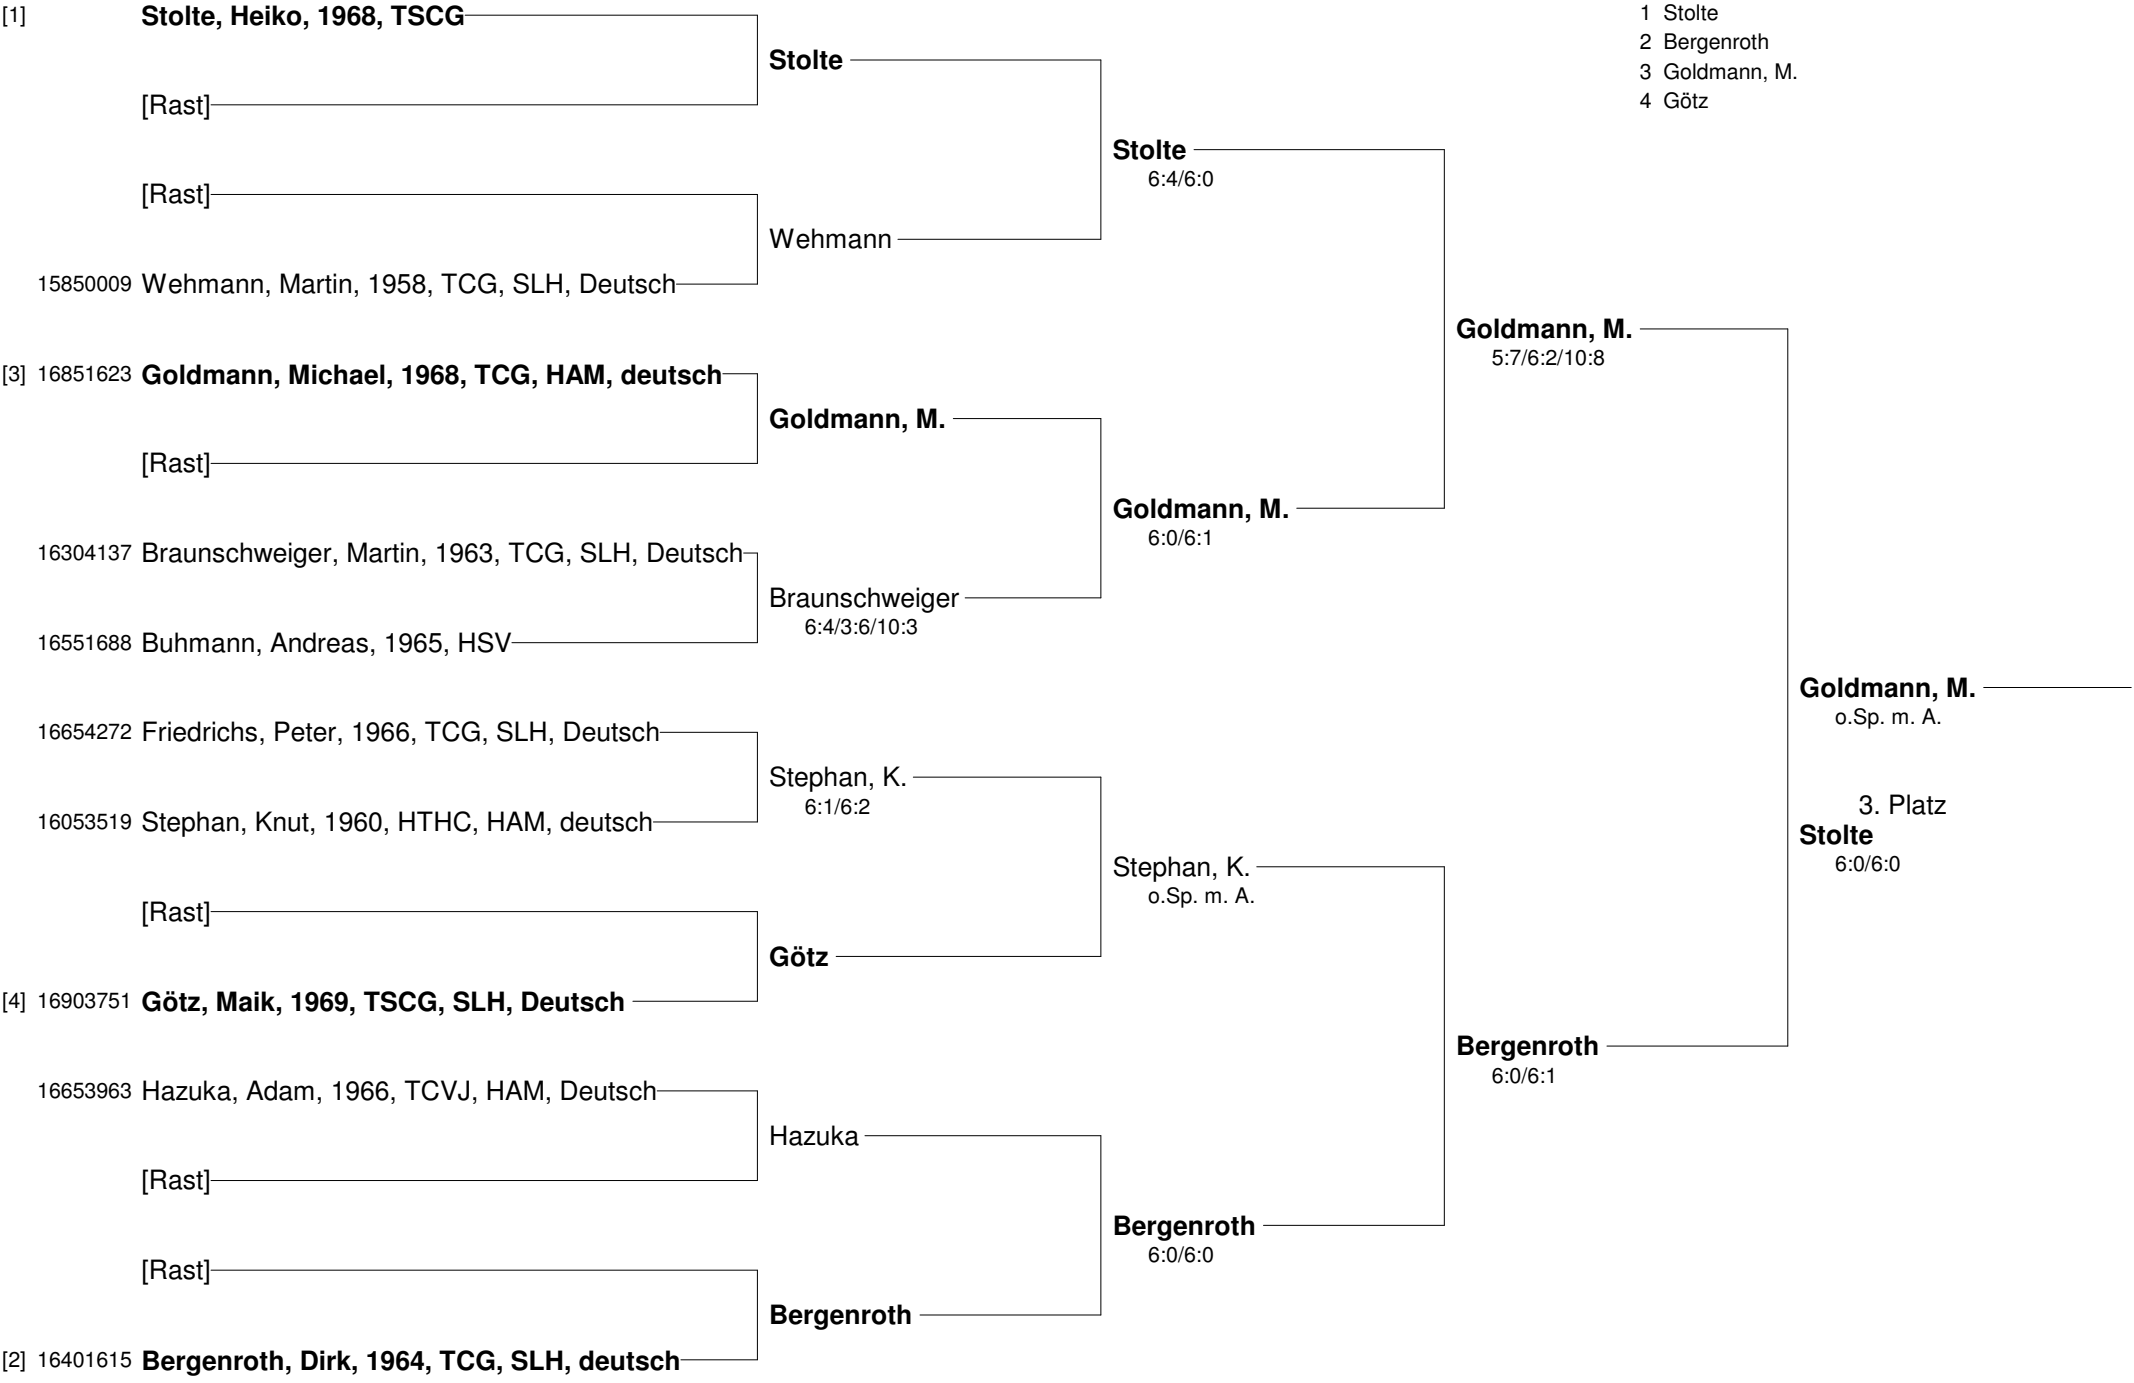 [1] Stolte, Heiko, 1968, TSCG
1 Stolte
2 Bergenroth
3 Goldmann, M.
4 Götz
Stolte
[Rast]
Stolte
6:4/6:0
[Rast]
Wehmann
15850009 Wehmann, Martin, 1958, TCG, SLH, Deutsch
Goldmann, M.
5:7/6:2/10:8
[3] 16851623 Goldmann, Michael, 1968, TCG, HAM, deutsch
Goldmann, M.
[Rast]
Goldmann, M.
6:0/6:1
16304137 Braunschweiger, Martin, 1963, TCG, SLH, Deutsch
Braunschweiger
6:4/3:6/10:3
16551688 Buhmann, Andreas, 1965, HSV
Goldmann, M.
o.Sp. m. A.
16654272 Friedrichs, Peter, 1966, TCG, SLH, Deutsch
Stephan, K.
6:1/6:2
3. Platz
16053519 Stephan, Knut, 1960, HTHC, HAM, deutsch
Stolte
6:0/6:0
Stephan, K.
o.Sp. m. A.
[Rast]
Götz
[4] 16903751 Götz, Maik, 1969, TSCG, SLH, Deutsch
Bergenroth
6:0/6:1
16653963 Hazuka, Adam, 1966, TCVJ, HAM, Deutsch
Hazuka
[Rast]
Bergenroth
6:0/6:0
[Rast]
Bergenroth
[2] 16401615 Bergenroth, Dirk, 1964, TCG, SLH, deutsch